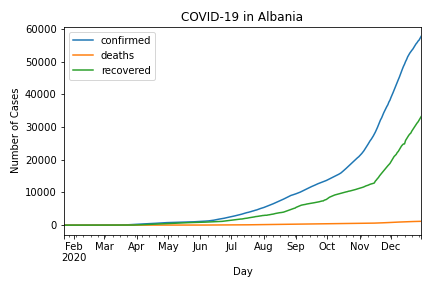 COVID-19 in Albania
confirmed
deaths
recovered
Number of Cases
60000
50000
40000
30000
20000
10000
0
Feb Mar Apr May Jun Jul Aug Sep Oct Nov Dec
2020
Day